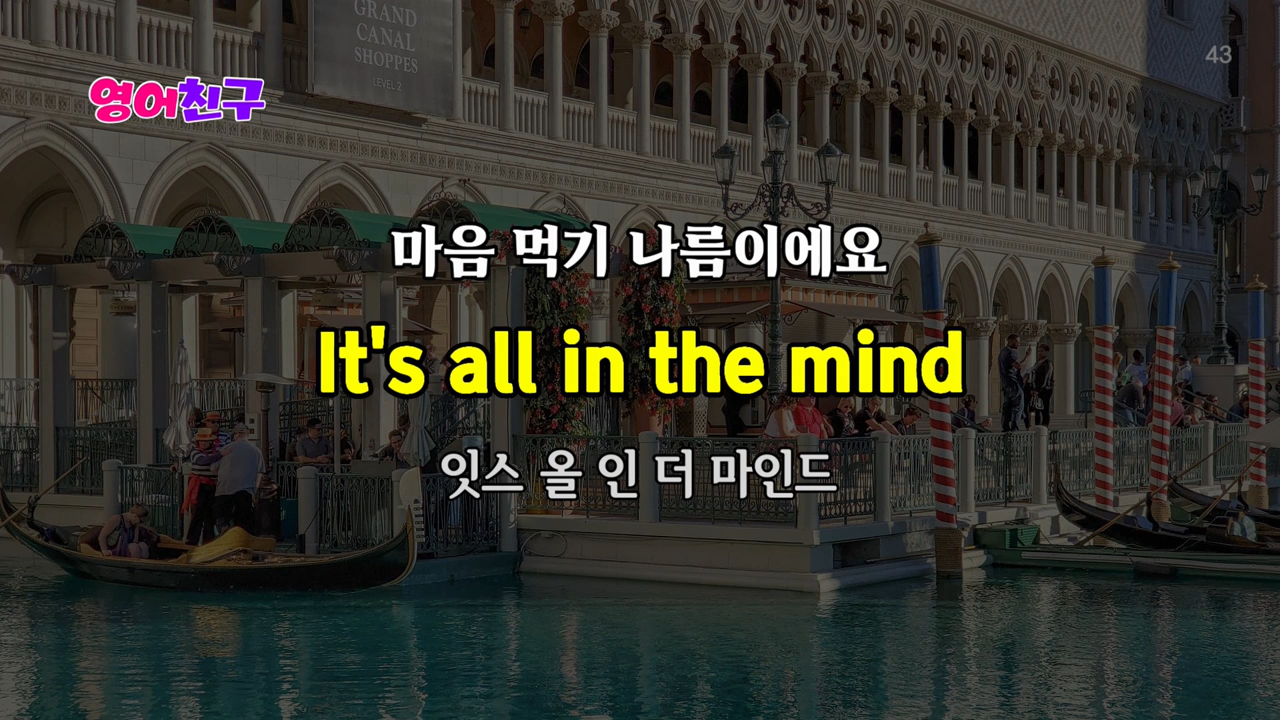 GRAND
CANAL
SHOPPES
LEVEL 2
43
영어친구
마음 먹기 나름이에요
It's all in the mind
잇스 올 인 더 마인드